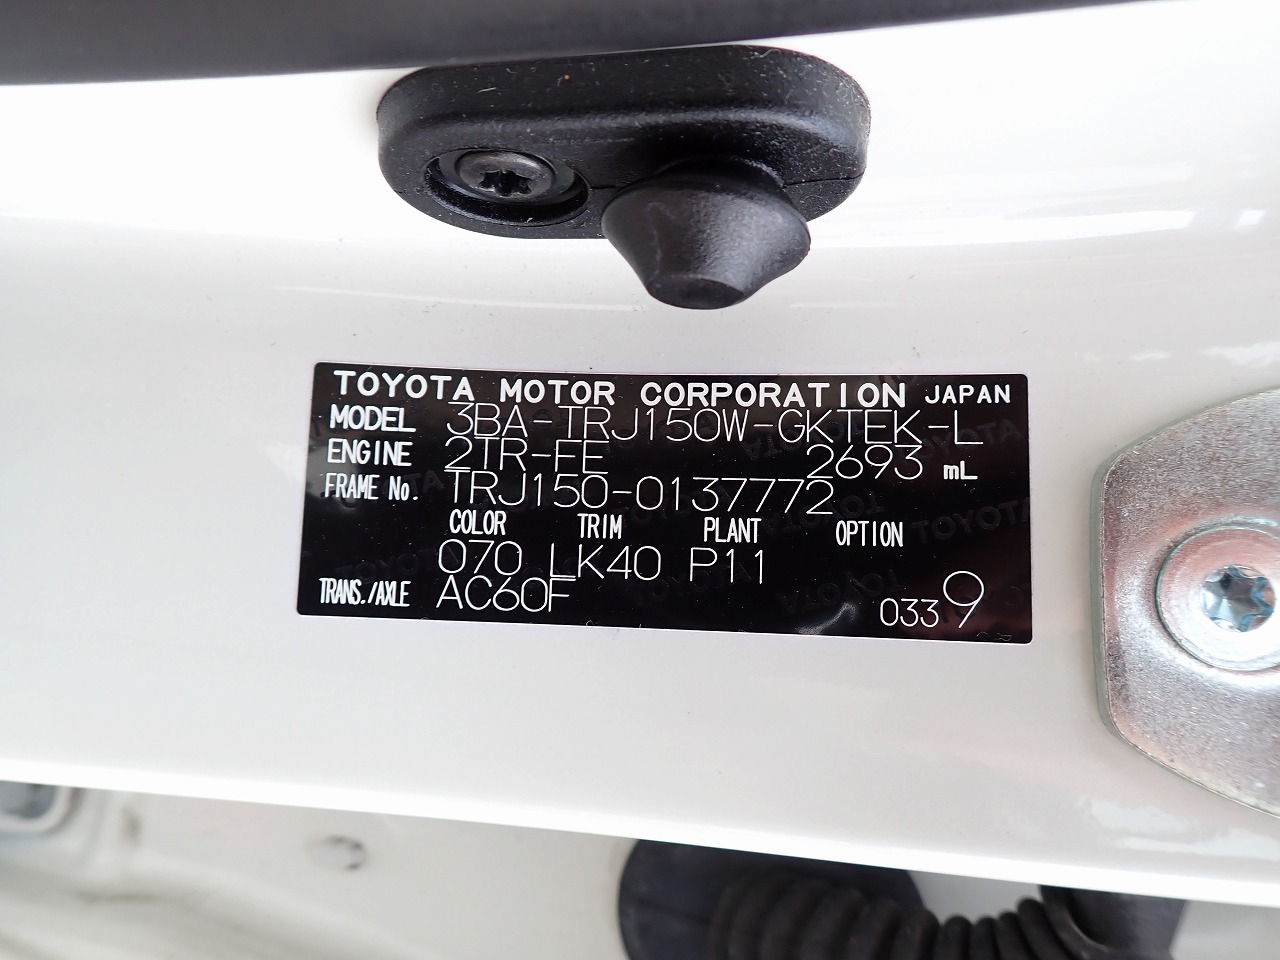 TOYOTA MOTOR CORPORATION JAPAN
MODEL 3BA-TRJ150W-GKTEK-L
ENGINE 2TR-FE 2693 mL
FRAME No. TRJ150-0137772
COLOR TRIM PLANT OPTION
070 LK40 P11
TRANS./AXLE AC60F 0339